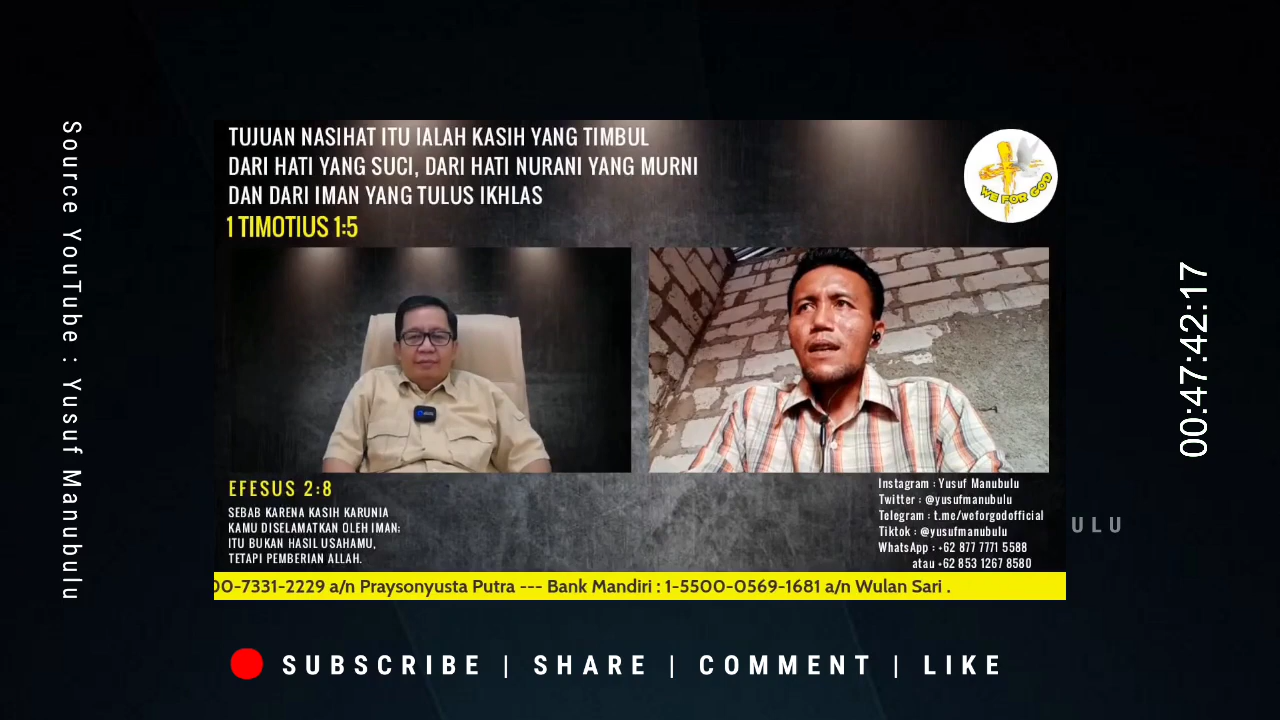 Source YouTube : Yusuf Manubulu
TUJUAN NASIHAT ITU IALAH KASIH YANG TIMBUL
DARI HATI YANG SUCI, DARI HATI NURANI YANG MURNI
DAN DARI IMAN YANG TULUS IKHLAS
1 TIMOTIUS 1:5
WE FOR GOD
00:47:42:17
EFESUS 2:8
SEBAB KARENA KASIH KARUNIA
KAMU DISELAMATKAN OLEH IMAN;
ITU BUKAN HASIL USAHAMU,
TETAPI PEMBERIAN ALLAH.
Instagram : Yusuf Manubulu
Twitter : @yusufmanubulu
Telegram : t.me/weforgodofficial
Tiktok : @yusufmanubulu
WhatsApp : +62 877 7771 5588
atau +62 853 1267 8580
ULU
00-7331-2229 a/n Praysonyusta Putra --- Bank Mandiri : 1-5500-0569-1681 a/n Wulan Sari .
SUBSCRIBE | SHARE | COMMENT | LIKE